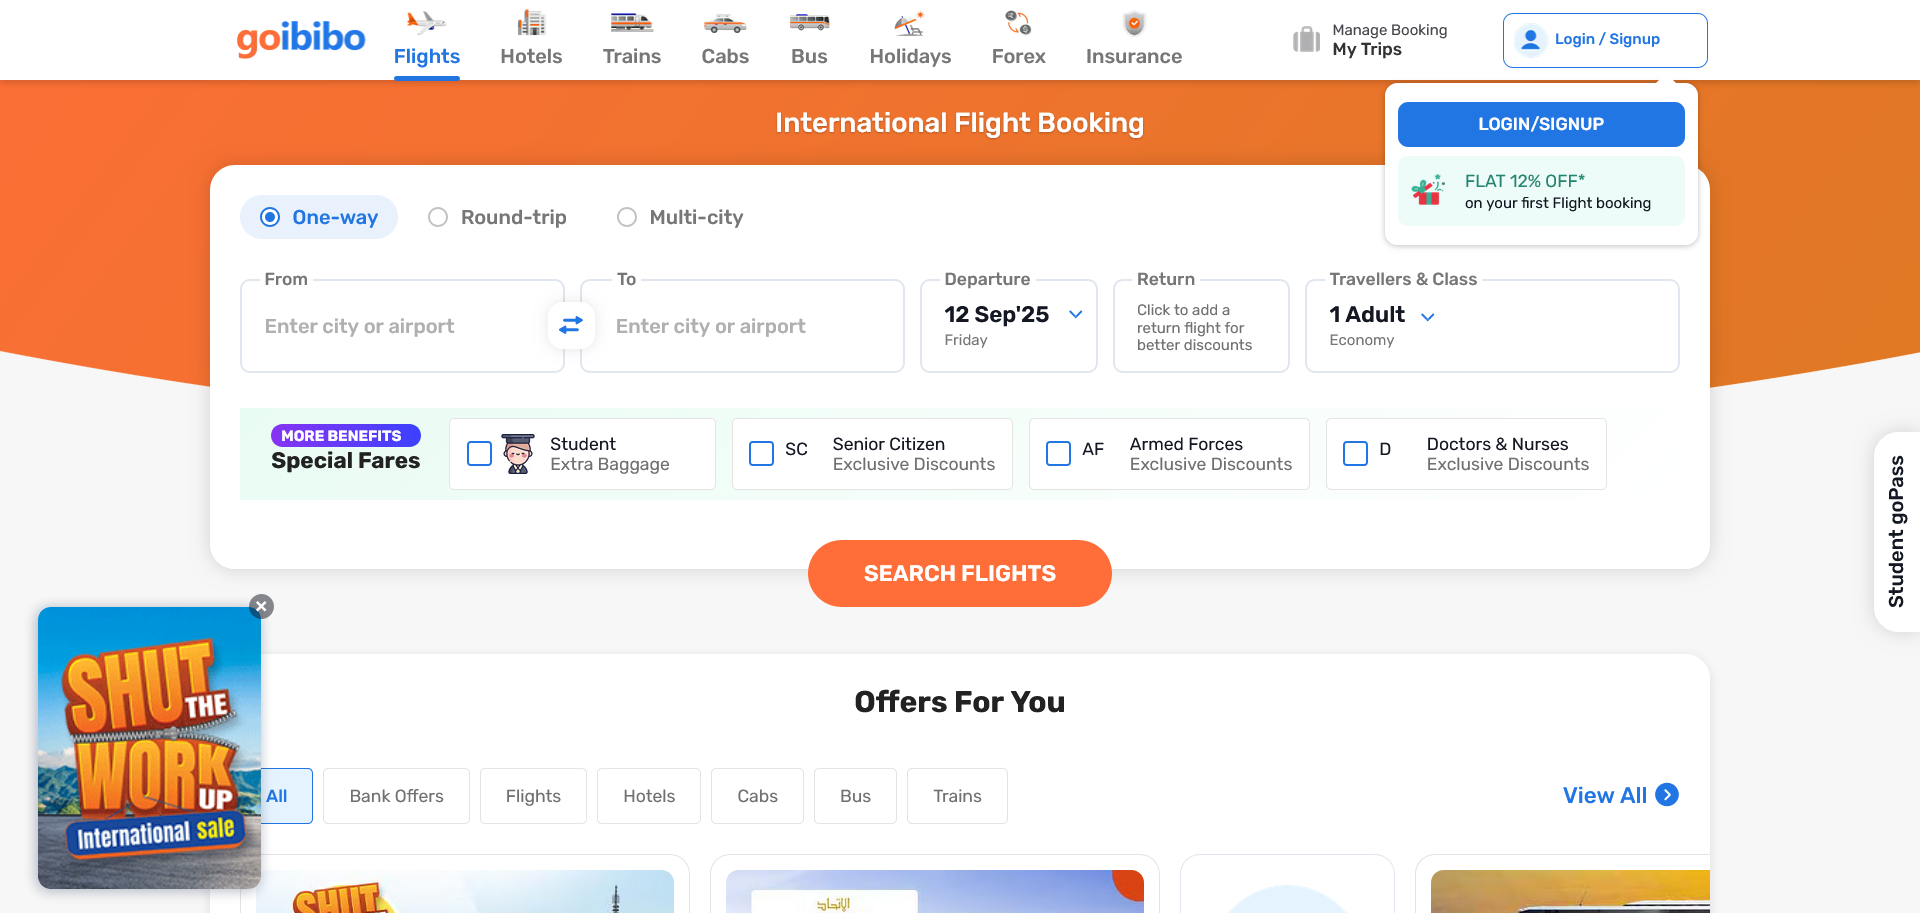 goibibo
Flights
Hotels
Trains
Cabs
Bus
Holidays
Forex
Insurance
Manage Booking
My Trips
Login / Signup
LOGIN/SIGNUP
FLAT 12% OFF*
on your first Flight booking
International Flight Booking
One-way
Round-trip
Multi-city
From
Enter city or airport
To
Enter city or airport
Departure
12 Sep'25
Friday
Return
Click to add a
return flight for
better discounts
Travellers & Class
1 Adult
Economy
MORE BENEFITS
Special Fares
Student
Extra Baggage
SC
Senior Citizen
Exclusive Discounts
AF
Armed Forces
Exclusive Discounts
D
Doctors & Nurses
Exclusive Discounts
SEARCH FLIGHTS
Student goPass
SHUT
THE
WORK
UP
International sale
Offers For You
All
Bank Offers
Flights
Hotels
Cabs
Bus
Trains
View All
SHUT
الإتحاد